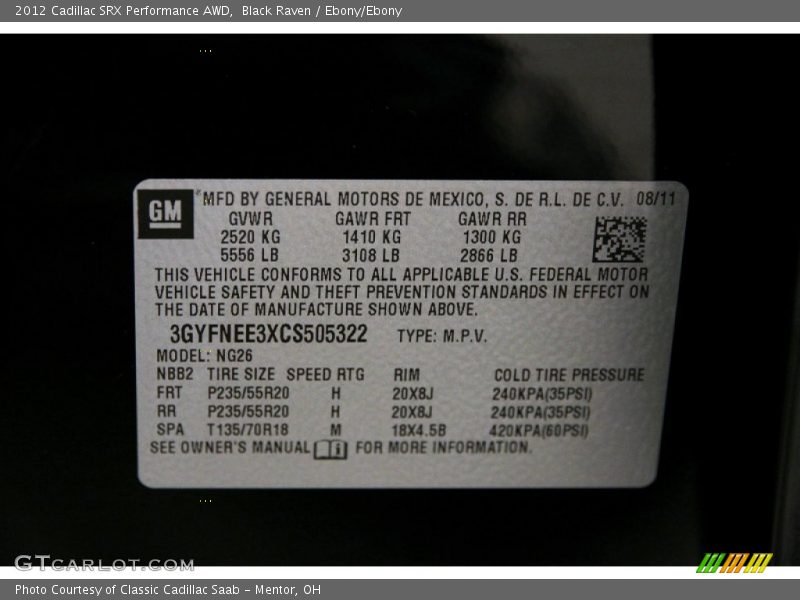 2012 Cadillac SRX Performance AWD,  Black Raven / Ebony/Ebony
GM ® MFD BY GENERAL MOTORS DE MEXICO, S. DE R.L. DE C.V.  08/11
GVWR  GAWR FRT  GAWR RR
2520 KG  1410 KG  1300 KG
5556 LB  3108 LB  2866 LB
THIS VEHICLE CONFORMS TO ALL APPLICABLE U.S. FEDERAL MOTOR
VEHICLE SAFETY AND THEFT PREVENTION STANDARDS IN EFFECT ON
THE DATE OF MANUFACTURE SHOWN ABOVE.
3GYFNEE3XCS505322  TYPE: M.P.V.
MODEL: NG26
NBB2  TIRE SIZE  SPEED RTG  RIM  COLD TIRE PRESSURE
FRT  P235/55R20  H  20X8J  240KPA(35PSI)
RR  P235/55R20  H  20X8J  240KPA(35PSI)
SPA  T135/70R18  M  18X4.5B  420KPA(60PSI)
SEE OWNER'S MANUAL i FOR MORE INFORMATION.
GTCARLOT.COM
Photo Courtesy of Classic Cadillac Saab - Mentor, OH